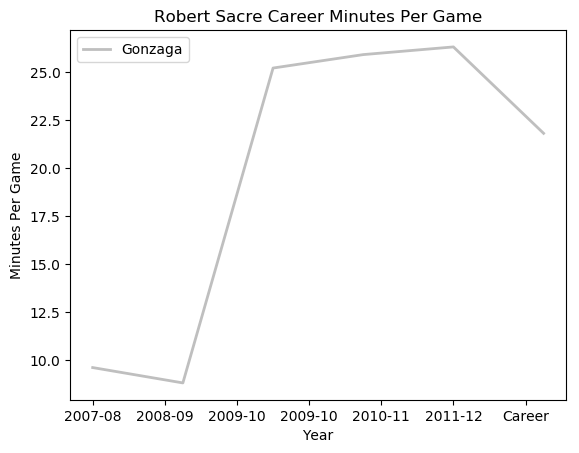 Robert Sacre Career Minutes Per Game
Gonzaga
25.0
22.5
20.0
17.5
15.0
12.5
10.0
Minutes Per Game
2007-08 2008-09 2009-10 2009-10 2010-11 2011-12 Career
Year